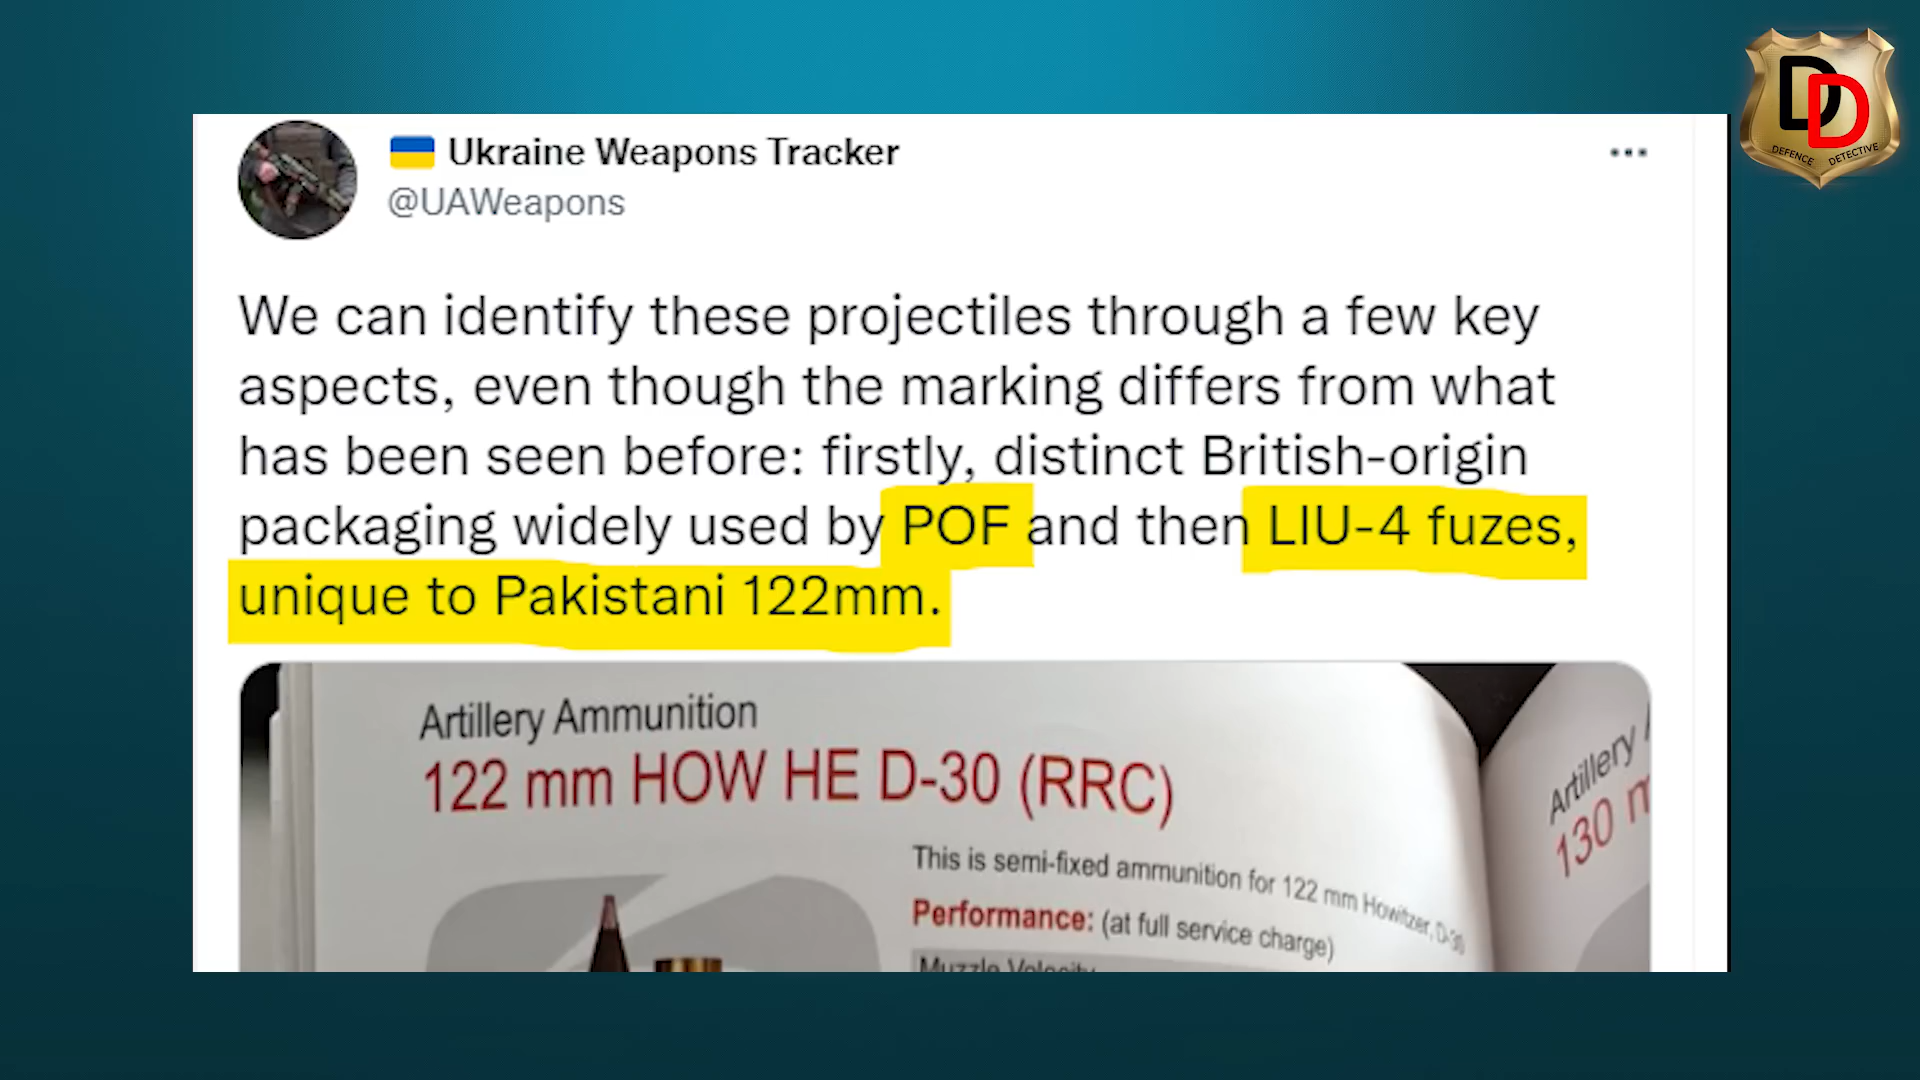 DD
DEFENCE DETECTIVE
Ukraine Weapons Tracker
@UAWeapons
We can identify these projectiles through a few key
aspects, even though the marking differs from what
has been seen before: firstly, distinct British-origin
packaging widely used by POF and then LIU-4 fuzes,
unique to Pakistani 122mm.
Artillery Ammunition
122 mm HOW HE D-30 (RRC)
This is semi-fixed ammunition for 122 mm Howitzer, D-30
Performance: (at full service charge)
Muzzle Velocity
Artillery
130